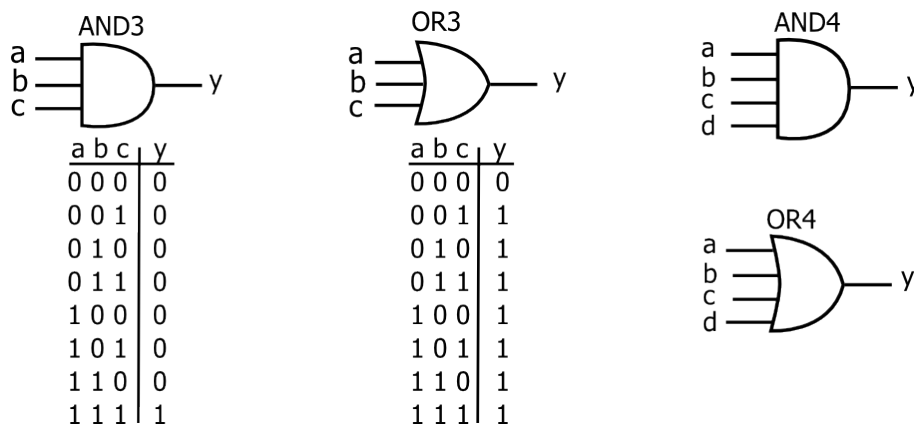 AND3
a
b
c
y
a b c y
0 0 0 0
0 0 1 0
0 1 0 0
0 1 1 0
1 0 0 0
1 0 1 0
1 1 0 0
1 1 1 1
OR3
a
b
c
y
a b c y
0 0 0 0
0 0 1 1
0 1 0 1
0 1 1 1
1 0 0 1
1 0 1 1
1 1 0 1
1 1 1 1
AND4
a
b
c
d
y
OR4
a
b
c
d
y